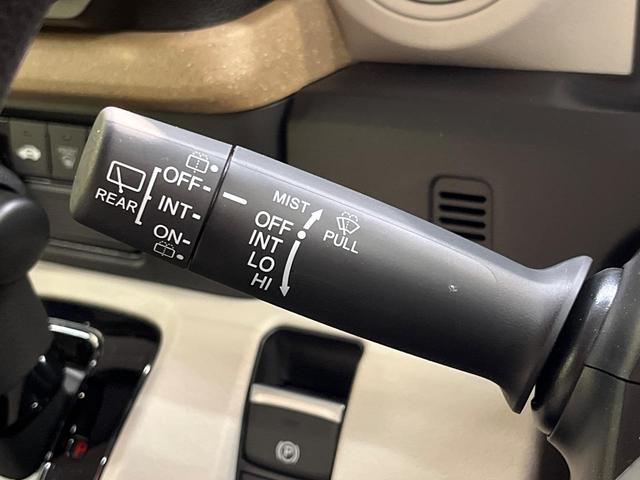 OFF
INT
ON
REAR
MIST
OFF
INT
LO
HI
PULL
P